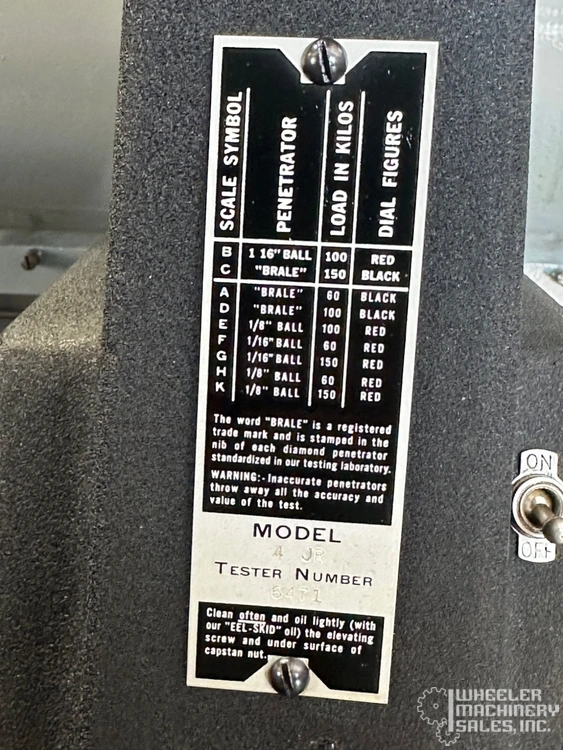 SCALE SYMBOL PENETRATOR LOAD IN KILOS DIAL FIGURES
B 1 16" BALL 100 RED
C "BRALE" 150 BLACK
A "BRALE" 60 BLACK
D "BRALE" 100 BLACK
E 1/8" BALL 100 RED
F 1/16" BALL 60 RED
G 1/16" BALL 150 RED
H 1/8" BALL 60 RED
K 1/8" BALL 150 RED
The word "BRALE" is a registered
trade mark and is stamped in the
nib of each diamond penetrator
standardized in our testing laboratory.
WARNING:- Inaccurate penetrators
throw away all the accuracy and
value of the test.
MODEL
4 JR
TESTER NUMBER
6471
Clean often and oil lightly (with
our "EEL-SKID" oil) the elevating
screw and under surface of
capstan nut.
ON
OFF
WHEELER
MACHINERY
SALES, INC.